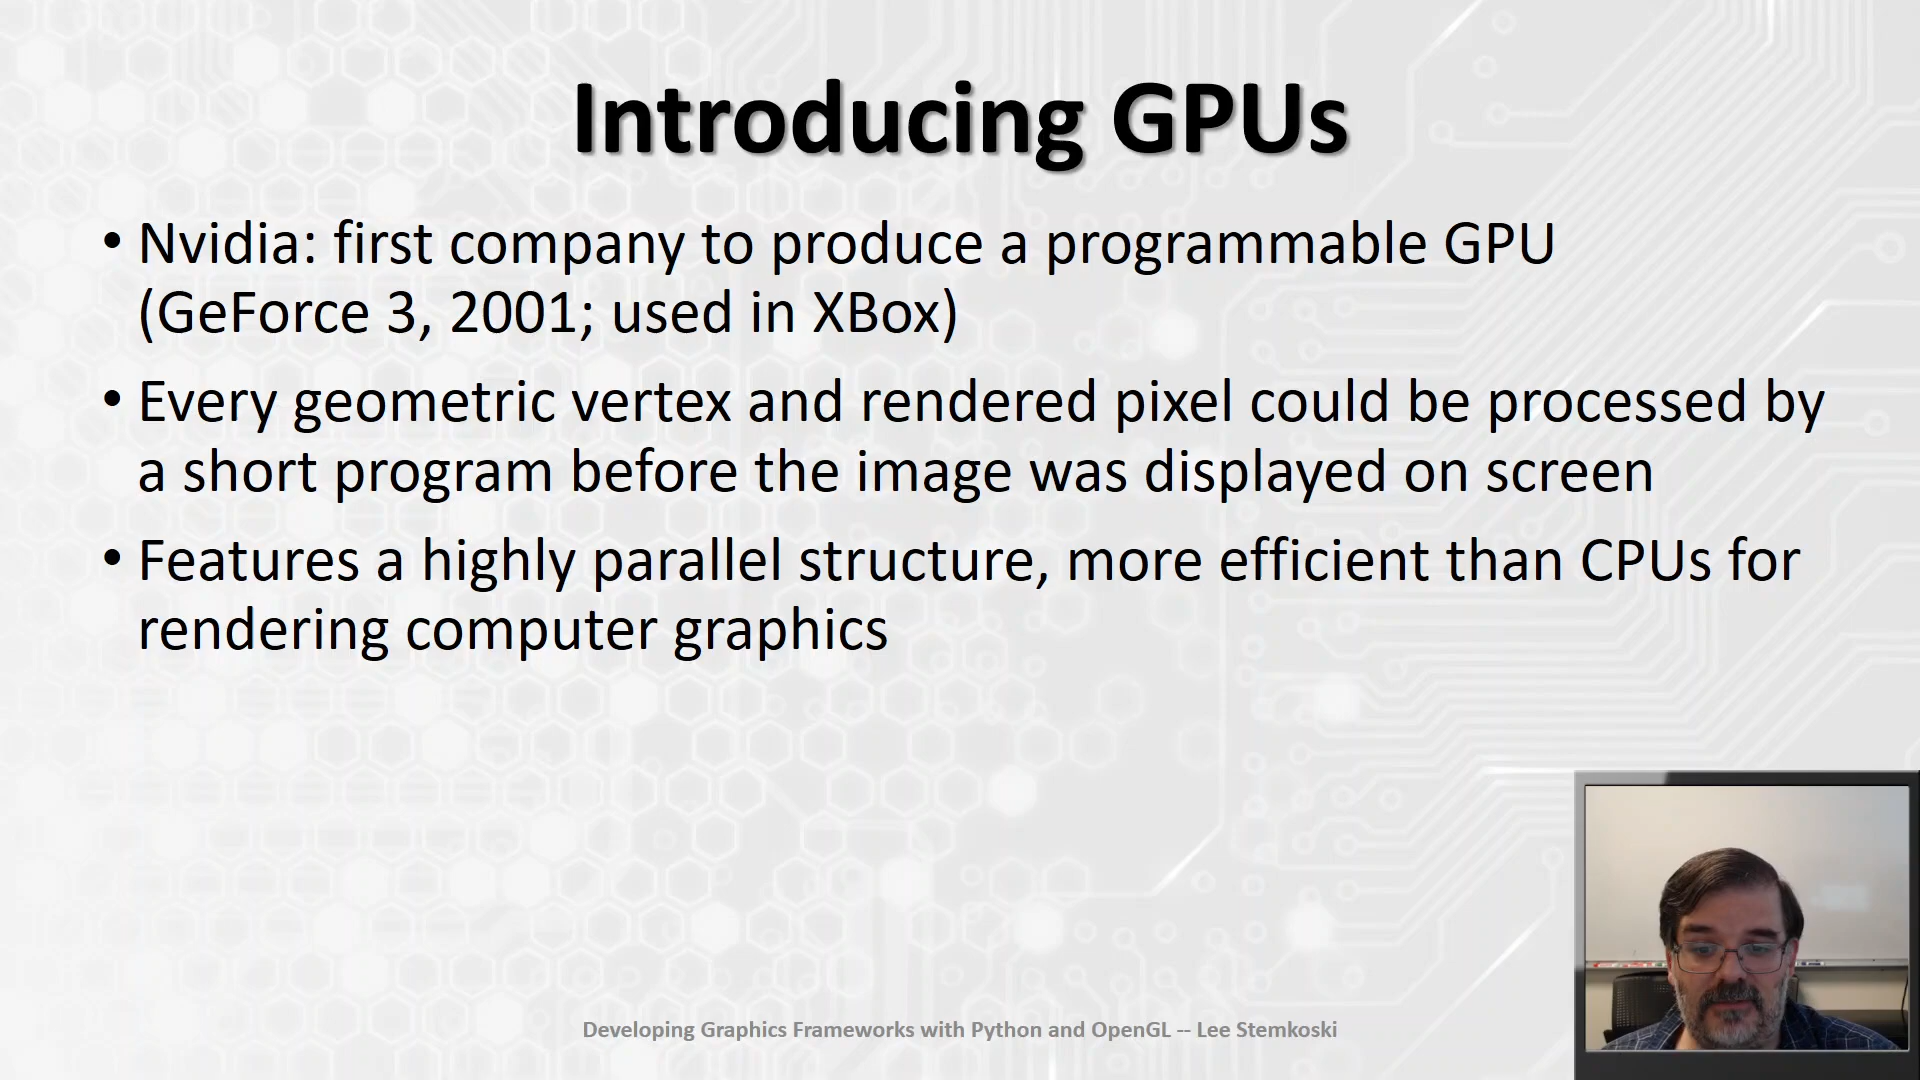 Introducing GPUs
• Nvidia: first company to produce a programmable GPU
(GeForce 3, 2001; used in XBox)
• Every geometric vertex and rendered pixel could be processed by
a short program before the image was displayed on screen
• Features a highly parallel structure, more efficient than CPUs for
rendering computer graphics
Developing Graphics Frameworks with Python and OpenGL -- Lee Stemkoski